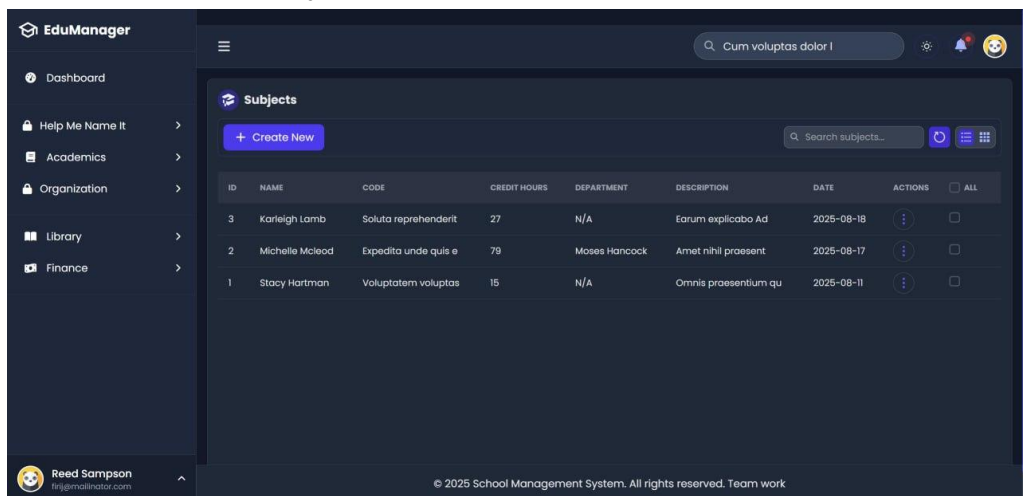 EduManager
Cum voluptas dolor l
Dashboard
Subjects
Help Me Name It
+ Create New
Search subjects...
Academics
Organization
ID NAME CODE CREDIT HOURS DEPARTMENT DESCRIPTION DATE ACTIONS ALL
3 Karleigh Lamb Soluta reprehenderit 27 N/A Earum explicabo Ad 2025-08-18
Library
2 Michelle Mcleod Expedita unde quis e 79 Moses Hancock Amet nihil praesent 2025-08-17
Finance
1 Stacy Hartman Voluptatem voluptas 15 N/A Omnis praesentium qu 2025-08-11
Reed Sampson
firij@mailinator.com
© 2025 School Management System. All rights reserved. Team work